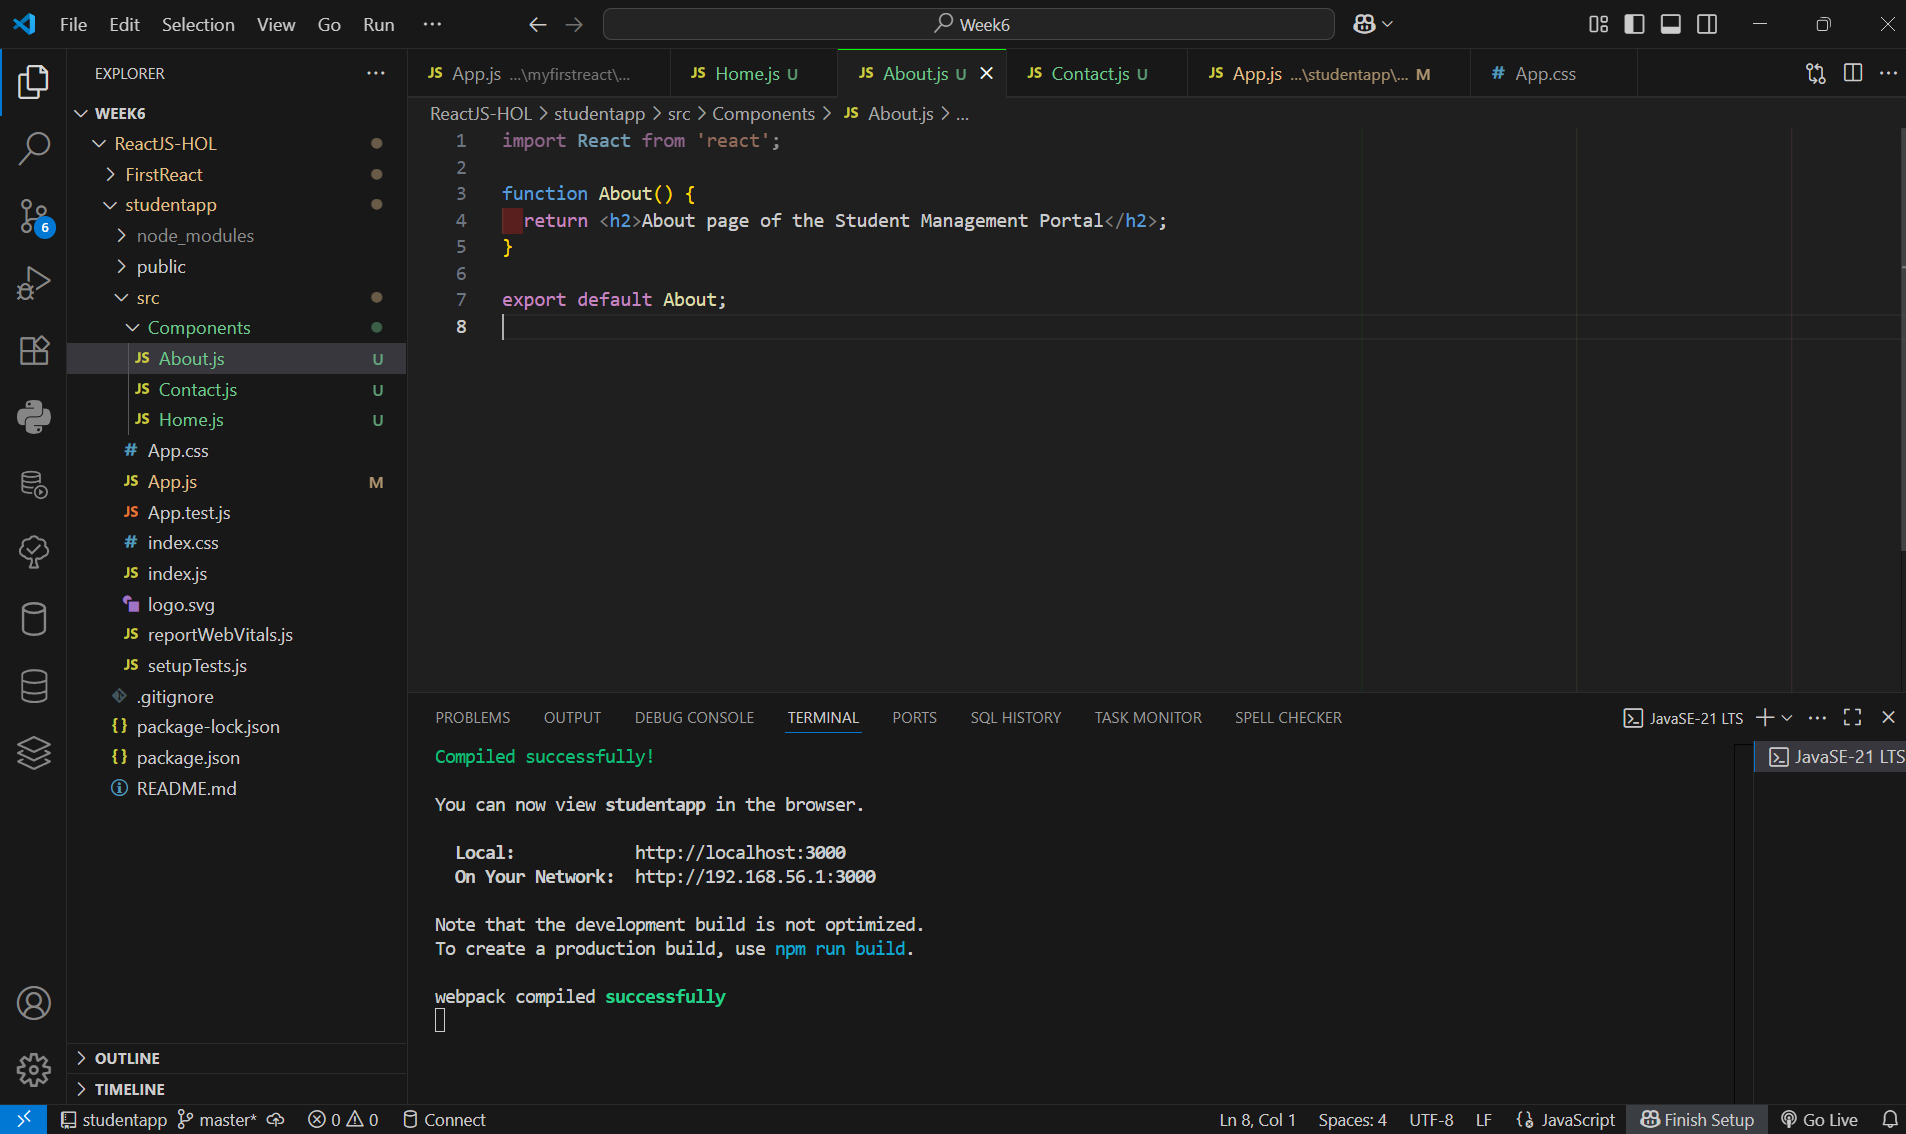 File Edit Selection View Go Run ...
Week6
EXPLORER
WEEK6
ReactJS-HOL
FirstReact
studentapp
node_modules
public
src
Components
About.js U
Contact.js U
Home.js U
App.css
App.js M
App.test.js
index.css
index.js
logo.svg
reportWebVitals.js
setupTests.js
.gitignore
package-lock.json
package.json
README.md
OUTLINE
TIMELINE
JS App.js ...\myfirstreact\... JS Home.js U JS About.js U JS Contact.js U JS App.js ...\studentapp\... M # App.css
ReactJS-HOL > studentapp > src > Components > JS About.js > ...
1 import React from 'react';
2
3 function About() {
4 return <h2>About page of the Student Management Portal</h2>;
5 }
6
7 export default About;
8
PROBLEMS OUTPUT DEBUG CONSOLE TERMINAL PORTS SQL HISTORY TASK MONITOR SPELL CHECKER JavaSE-21 LTS
JavaSE-21 LTS
Compiled successfully!
You can now view studentapp in the browser.
Local: http://localhost:3000
On Your Network: http://192.168.56.1:3000
Note that the development build is not optimized.
To create a production build, use npm run build.
webpack compiled successfully
6
studentapp master* 0 0 Connect Ln 8, Col 1 Spaces: 4 UTF-8 LF {} JavaScript Finish Setup Go Live